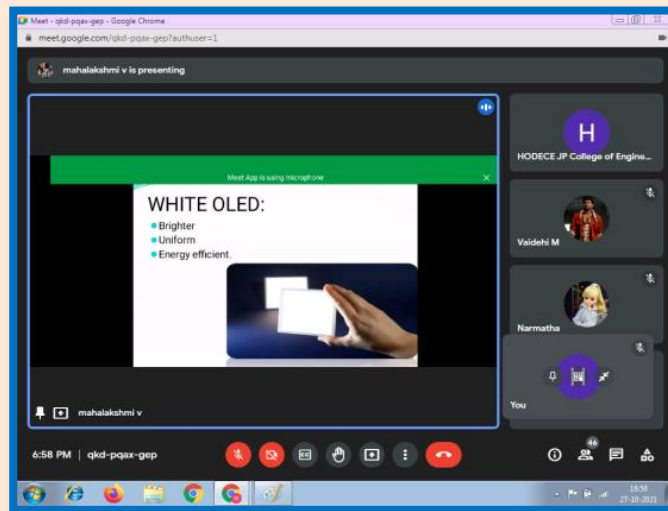 Meet - qkd-pqax-gep - Google Chrome
meet.google.com/qkd-pqax-gep?authuser=1
mahalakshmi v is presenting
Meet App is using microphone
WHITE OLED:
Brighter
Uniform
Energy efficient.
mahalakshmi v
H
HODECE JP College of Engine...
Vaidehi M
Narmatha
You
6:58 PM | qkd-pqax-gep
CC
46
18:58
27-10-2021